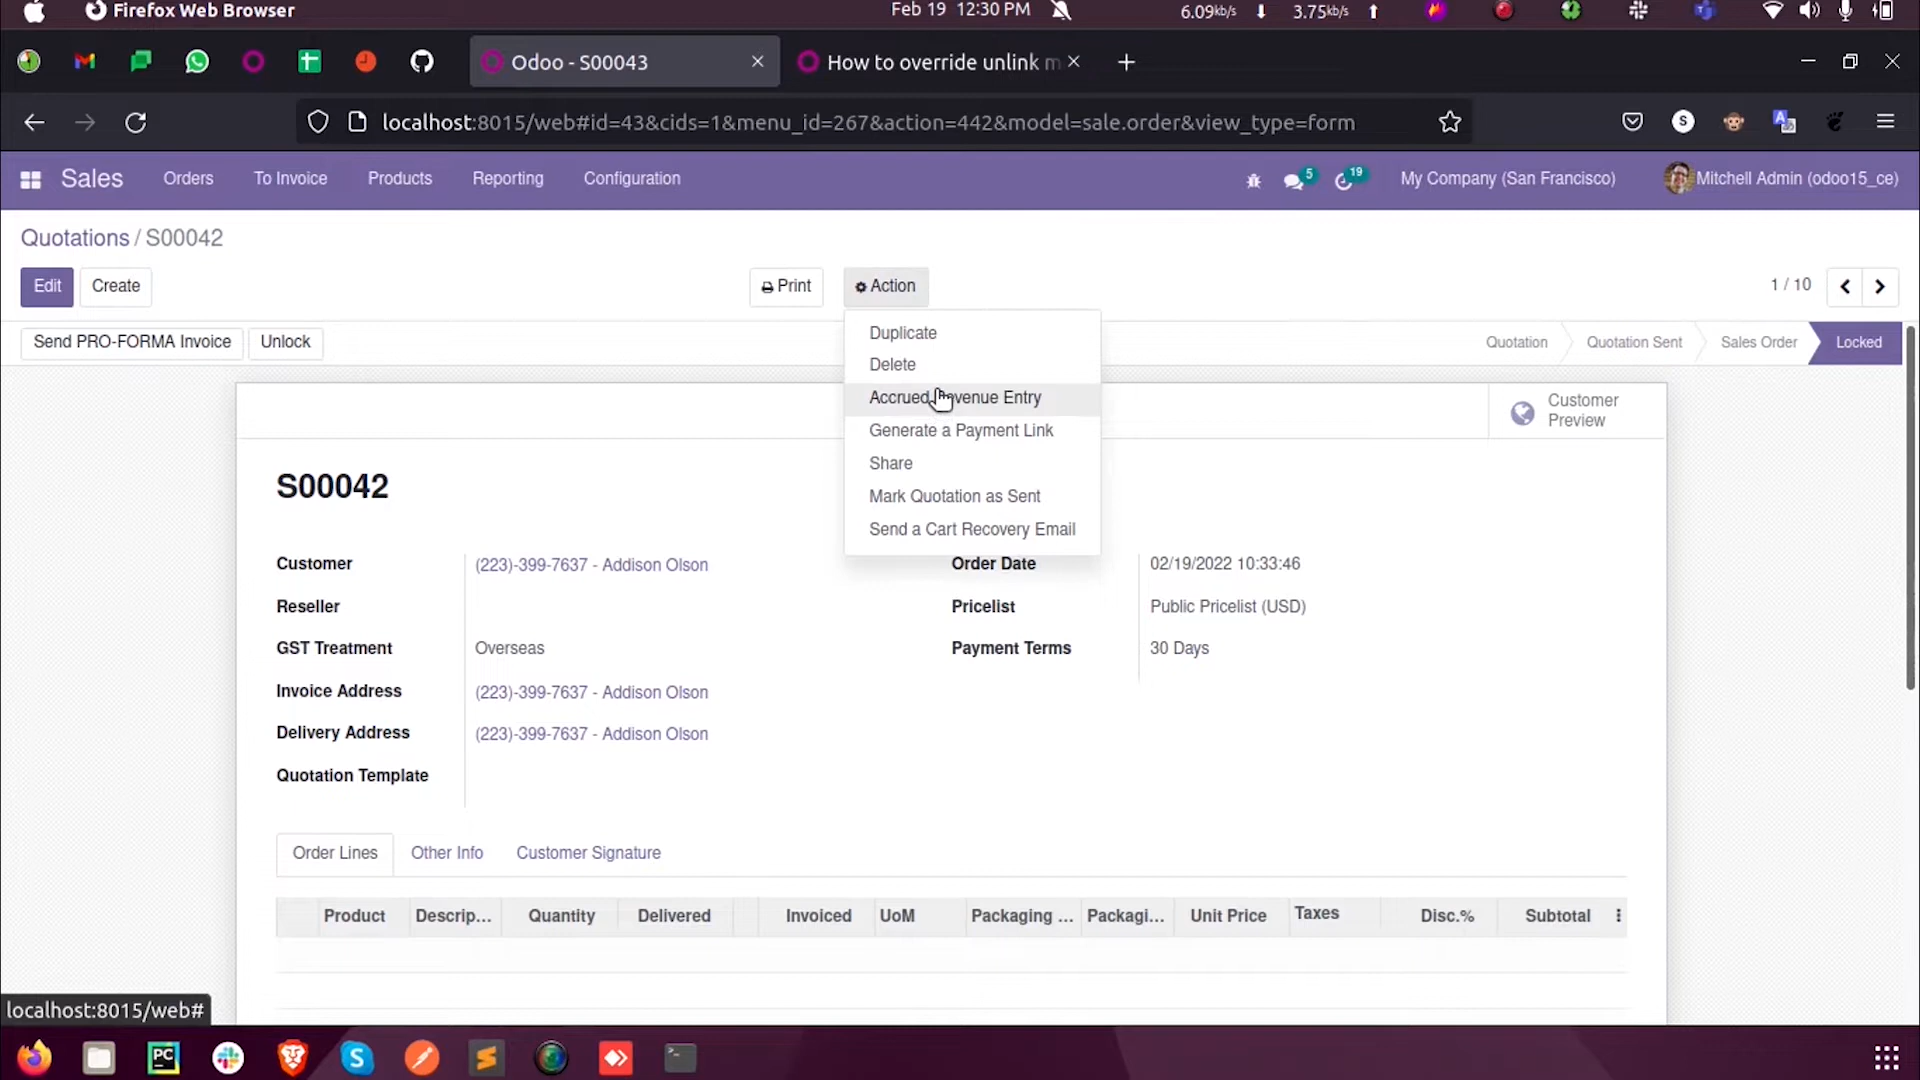 Firefox Web Browser
Feb 19 12:30 PM
6.09kb/s
3.75kb/s
Odoo - S00043
How to override unlink m
localhost:8015/web#id=43&cids=1&menu_id=267&action=442&model=sale.order&view_type=form
S
Sales
Orders
To Invoice
Products
Reporting
Configuration
5
19
My Company (San Francisco)
Mitchell Admin (odoo15_ce)
Quotations / S00042
Edit
Create
Print
Action
1 / 10
Send PRO-FORMA Invoice
Unlock
Duplicate
Delete
Accrued Revenue Entry
Generate a Payment Link
Share
Mark Quotation as Sent
Send a Cart Recovery Email
Quotation
Quotation Sent
Sales Order
Locked
Customer
Preview
S00042
Customer
(223)-399-7637 - Addison Olson
Reseller
GST Treatment
Overseas
Invoice Address
(223)-399-7637 - Addison Olson
Delivery Address
(223)-399-7637 - Addison Olson
Quotation Template
Order Date
02/19/2022 10:33:46
Pricelist
Public Pricelist (USD)
Payment Terms
30 Days
Order Lines
Other Info
Customer Signature
Product
Descrip...
Quantity
Delivered
Invoiced
UoM
Packaging ...
Packagi...
Unit Price
Taxes
Disc.%
Subtotal
localhost:8015/web#
PC